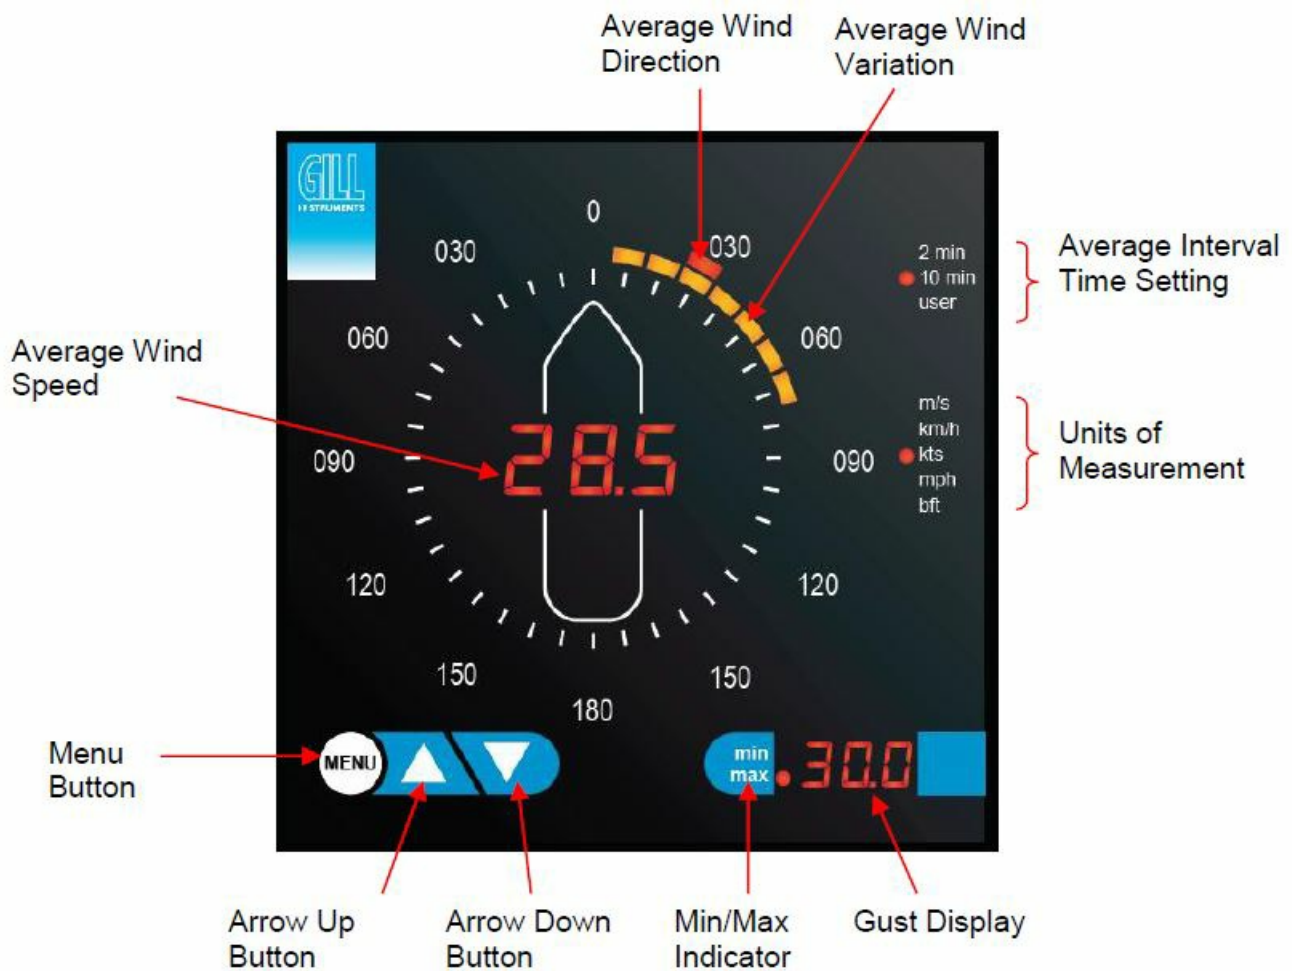 Average Wind
Direction
Average Wind
Variation
GILL
INSTRUMENTS
0
030
030
2 min
10 min
user
Average Interval
Time Setting
060
060
Average Wind
Speed
m/s
km/h
kts
mph
bft
Units of
Measurement
28.5
090
090
120
120
150
150
180
Menu
Button
MENU
min
max
30.0
Arrow Up
Button
Arrow Down
Button
Min/Max
Indicator
Gust Display